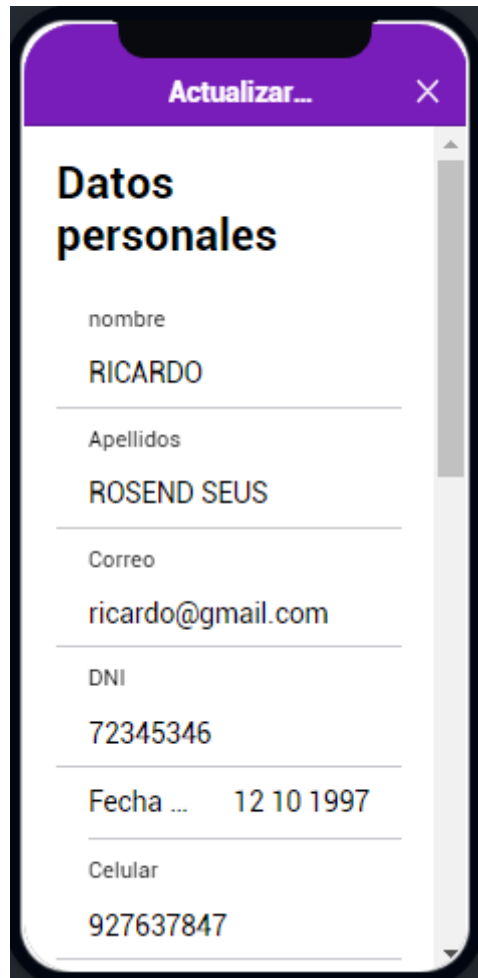 Actualizar...
Datos
personales
nombre
RICARDO
Apellidos
ROSEND SEUS
Correo
ricardo@gmail.com
DNI
72345346
Fecha ... 12 10 1997
Celular
927637847